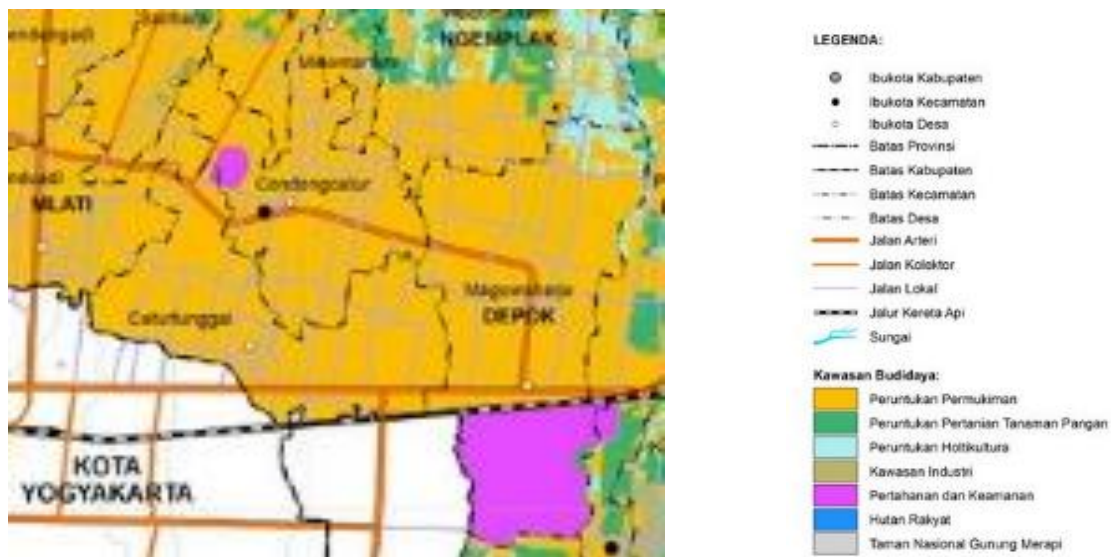 NGEMPLAK
MLATI
Condongcatur
Caturtunggal
Maguwoharjo
DEPOK
KOTA
YOGYAKARTA
LEGENDA:
Ibukota Kabupaten
Ibukota Kecamatan
Ibukota Desa
Batas Provinsi
Batas Kabupaten
Batas Kecamatan
Batas Desa
Jalan Arteri
Jalan Kolektor
Jalan Lokal
Jalur Kereta Api
Sungai
Kawasan Budidaya:
Peruntukan Permukiman
Peruntukan Pertanian Tanaman Pangan
Peruntukan Holtikultura
Kawasan Industri
Pertahanan dan Keamanan
Hutan Rakyat
Taman Nasional Gunung Merapi